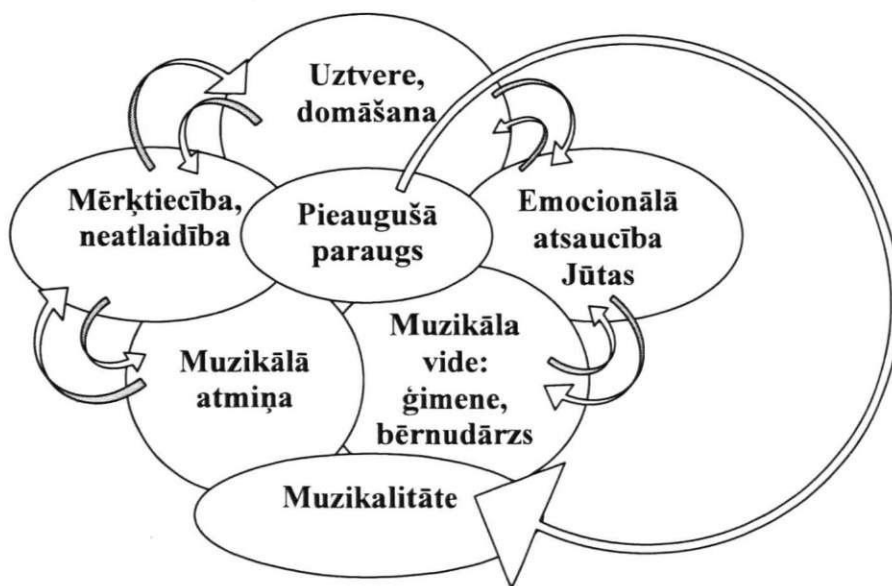 Uztvere,
domāšana
Mērķtiecība,
neatlaidība
Pieaugušā
paraugs
Emocionālā
atsaucība
Jūtas
Muzikālā
atmiņa
Muzikāla
vide:
ģimene,
bērnudārzs
Muzikalitāte